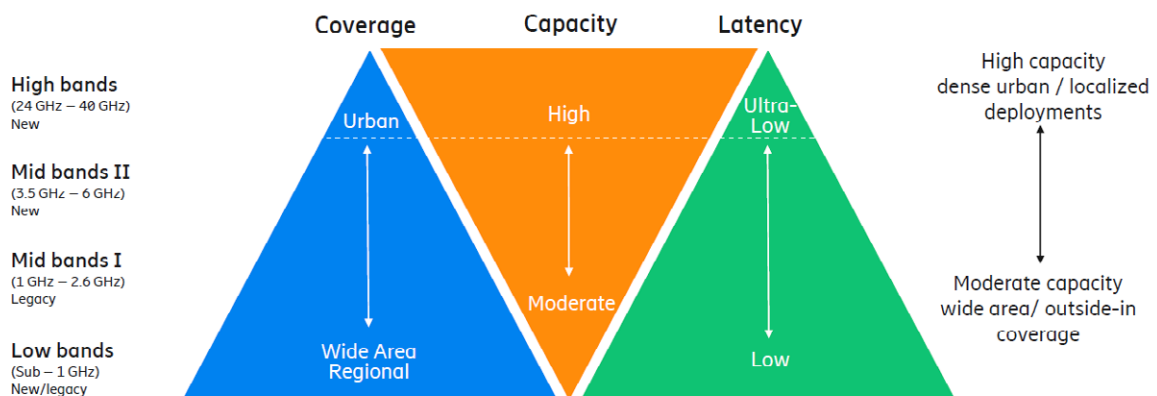 Coverage
Capacity
Latency
High bands
(24 GHz – 40 GHz)
New
Mid bands II
(3.5 GHz – 6 GHz)
New
Mid bands I
(1 GHz – 2.6 GHz)
Legacy
Low bands
(Sub – 1 GHz)
New/legacy
Urban
Wide Area
Regional
High
Moderate
Ultra-
Low
Low
High capacity
dense urban / localized
deployments
Moderate capacity
wide area/ outside-in
coverage